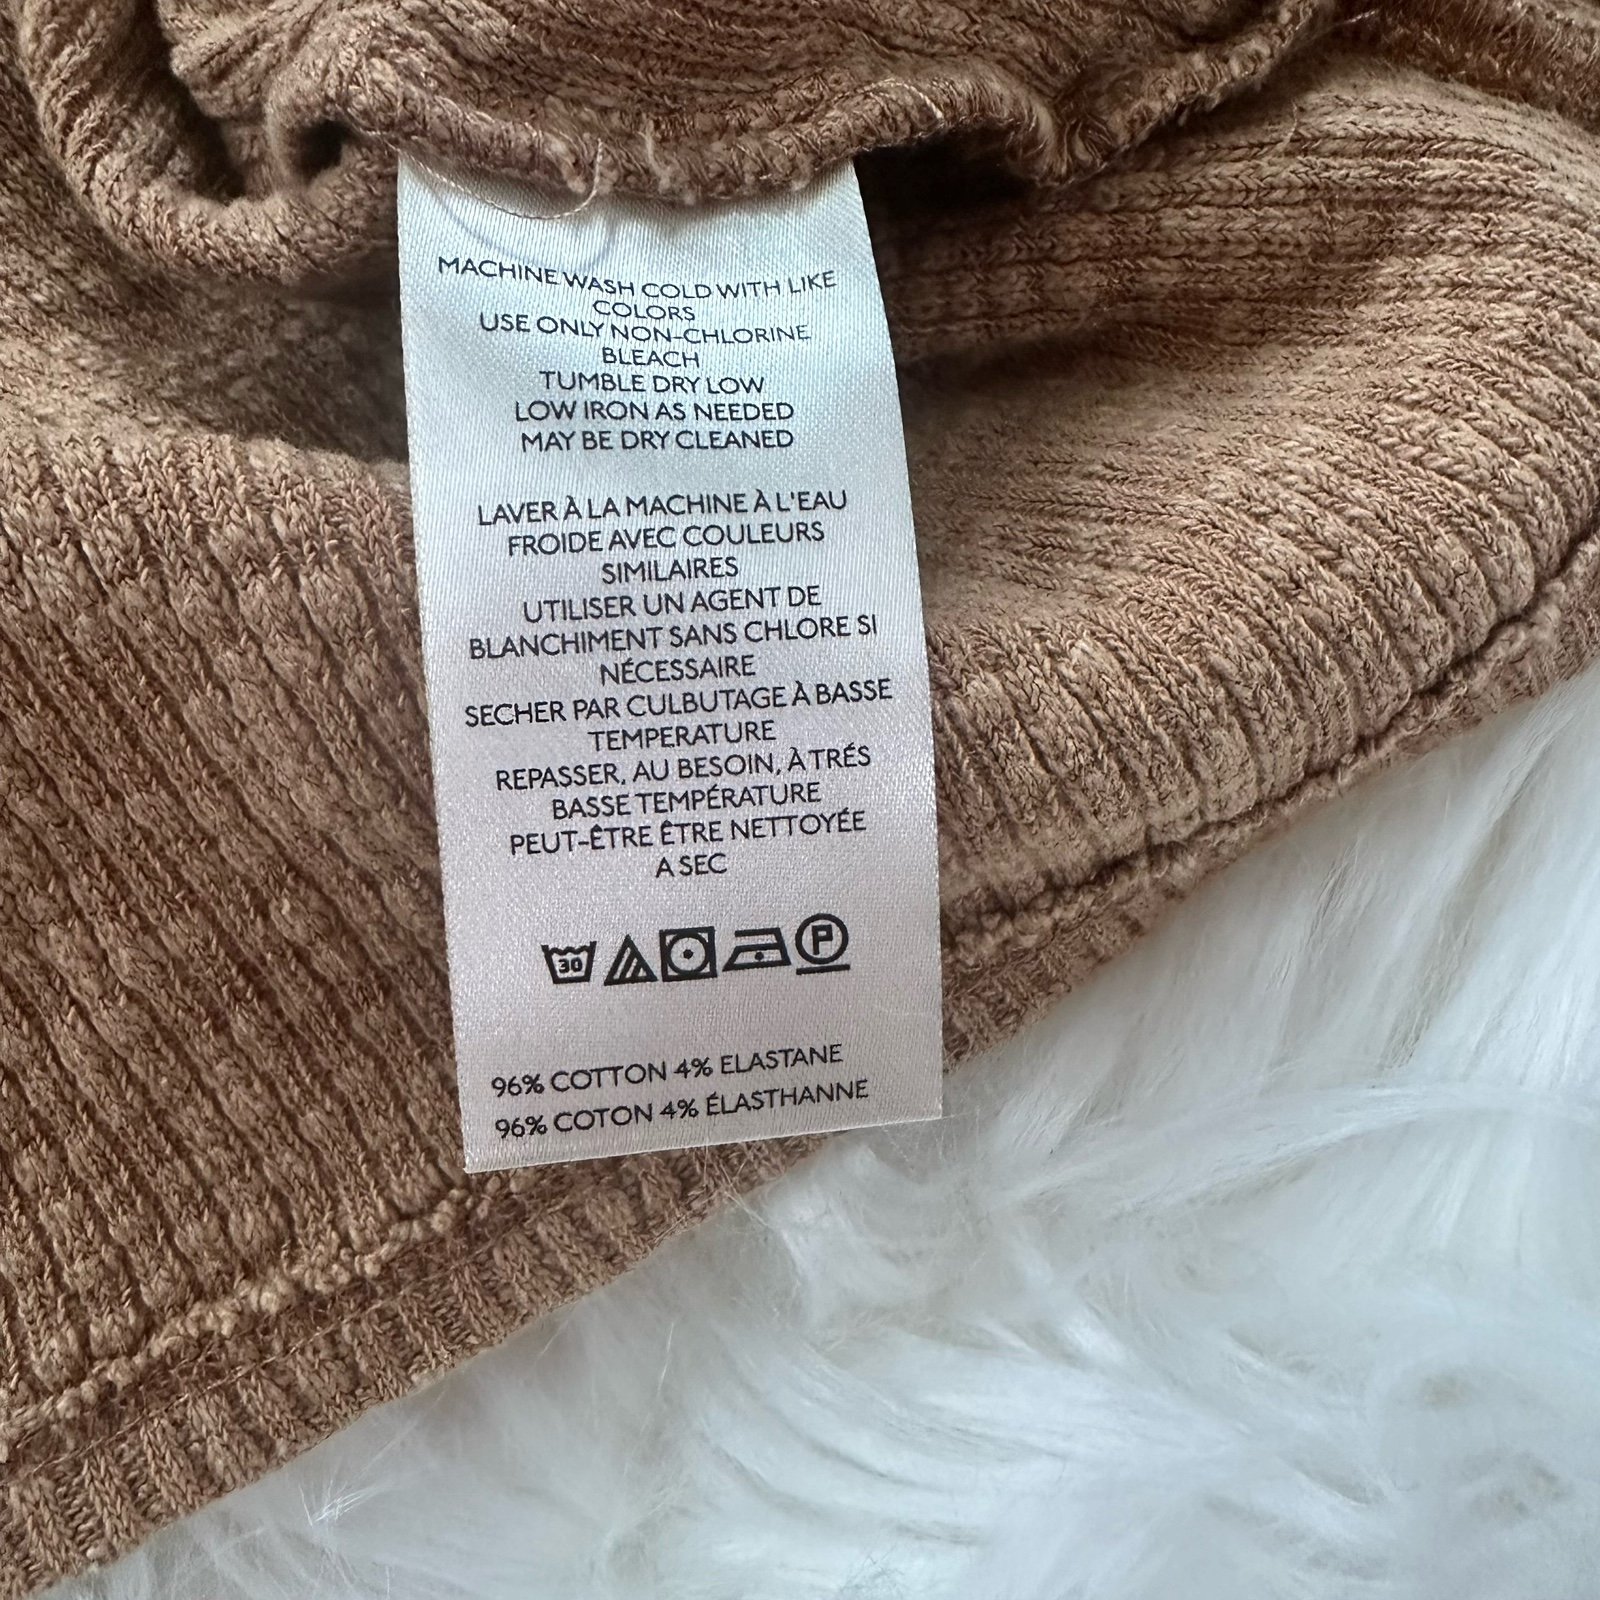 MACHINE WASH COLD WITH LIKE
COLORS
USE ONLY NON-CHLORINE
BLEACH
TUMBLE DRY LOW
LOW IRON AS NEEDED
MAY BE DRY CLEANED
LAVER À LA MACHINE À L'EAU
FROIDE AVEC COULEURS
SIMILAIRES
UTILISER UN AGENT DE
BLANCHIMENT SANS CHLORE SI
NÉCESSAIRE
SECHER PAR CULBUTAGE À BASSE
TEMPERATURE
REPASSER, AU BESOIN, À TRÉS
BASSE TEMPÉRATURE
PEUT-ÊTRE ÊTRE NETTOYÉE
A SEC
30 P
96% COTTON 4% ELASTANE
96% COTON 4% ÉLASTHANNE